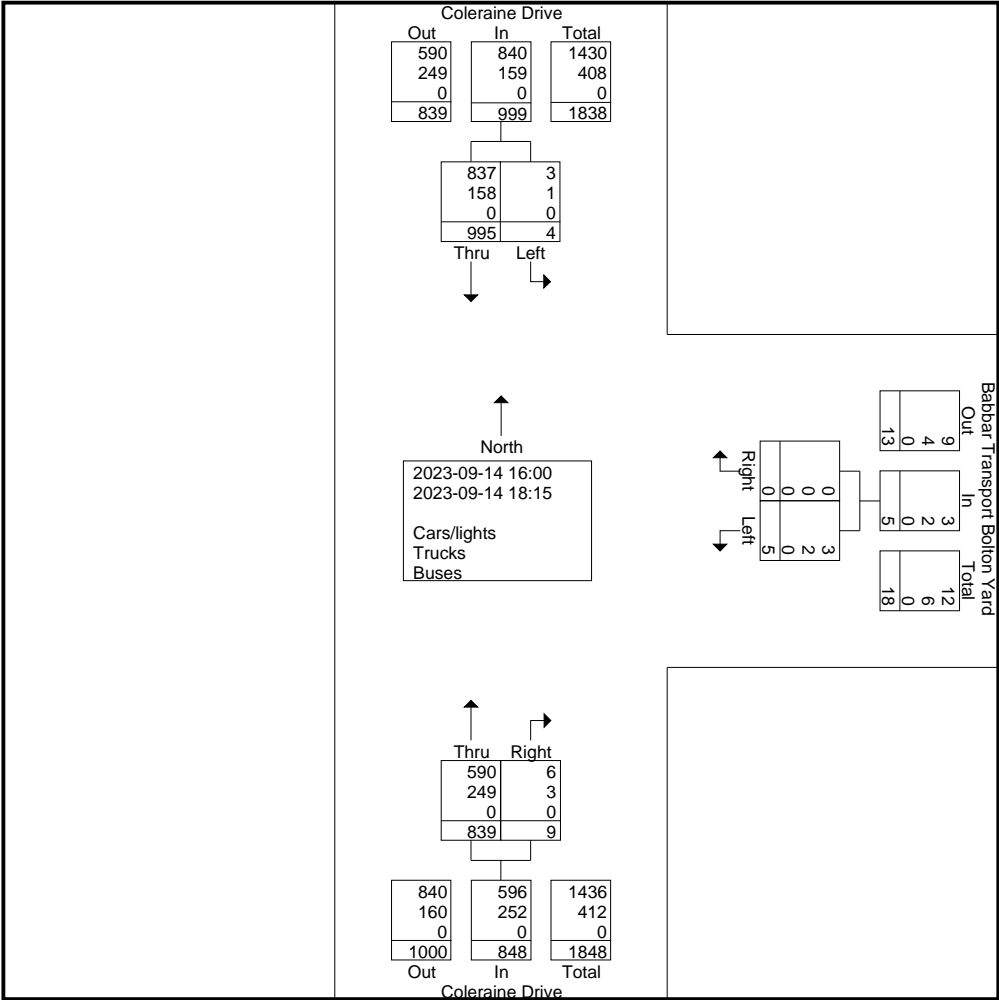 Coleraine Drive
Out In Total
590 840 1430
249 159 408
0 0 0
839 999 1838
837 3
158 1
0 0
995 4
Thru Left
Babbar Transport Bolton Yard
Out In Total
9 3 12
4 2 6
0 0 0
13 5 18
0 3
0 2
0 0
0 5
Right Left
North
2023-09-14 16:00
2023-09-14 18:15
Cars/lights
Trucks
Buses
Thru Right
590 6
249 3
0 0
839 9
840 596 1436
160 252 412
0 0 0
1000 848 1848
Out In Total
Coleraine Drive